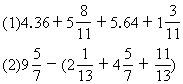 (1)4.36+5 8/11+5.64+1 3/11
(2)9 5/7-(2 1/13+4 5/7+11/13)